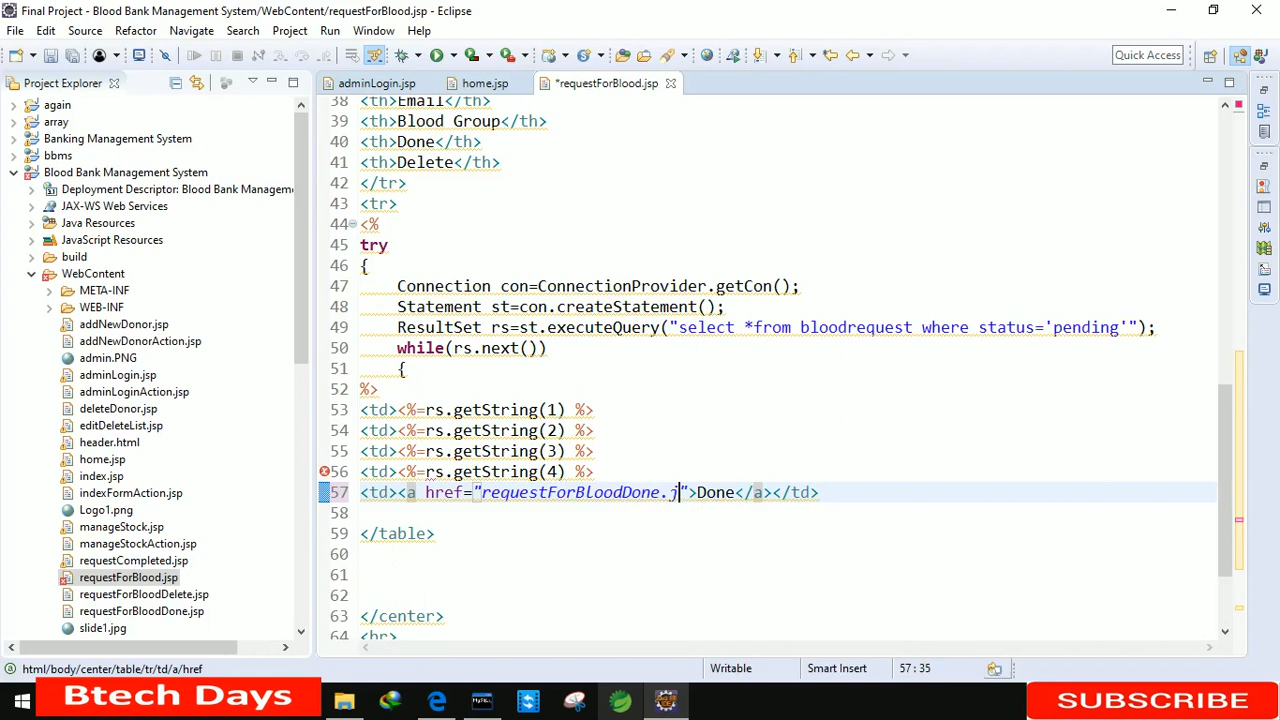 Final Project - Blood Bank Management System/WebContent/requestForBlood.jsp - Eclipse
File Edit Source Refactor Navigate Search Project Run Window Help
Quick Access
Project Explorer
adminLogin.jsp
home.jsp
*requestForBlood.jsp
again
array
Banking Management System
bbms
Blood Bank Management System
Deployment Descriptor: Blood Bank Managem
JAX-WS Web Services
Java Resources
JavaScript Resources
build
WebContent
META-INF
WEB-INF
addNewDonor.jsp
addNewDonorAction.jsp
admin.PNG
adminLogin.jsp
adminLoginAction.jsp
deleteDonor.jsp
editDeleteList.jsp
header.html
home.jsp
index.jsp
indexFormAction.jsp
Logo1.png
manageStock.jsp
manageStockAction.jsp
requestCompleted.jsp
requestForBlood.jsp
requestForBloodDelete.jsp
requestForBloodDone.jsp
slide1.jpg
38 <th>Email</th>
39 <th>Blood Group</th>
40 <th>Done</th>
41 <th>Delete</th>
42 </tr>
43 <tr>
44 <%
45 try
46 {
47 Connection con=ConnectionProvider.getCon();
48 Statement st=con.createStatement();
49 ResultSet rs=st.executeQuery("select *from bloodrequest where status='pending'");
50 while(rs.next())
51 {
52 %>
53 <td><%=rs.getString(1) %>
54 <td><%=rs.getString(2) %>
55 <td><%=rs.getString(3) %>
56 <td><%=rs.getString(4) %>
57 <td><a href="requestForBLoodDone.j">Done</a></td>
58
59 </table>
60
61
62
63 </center>
64 <hr>
html/body/center/table/tr/td/a/href
Writable
Smart Insert
57 : 35
Btech Days
SUBSCRIBE